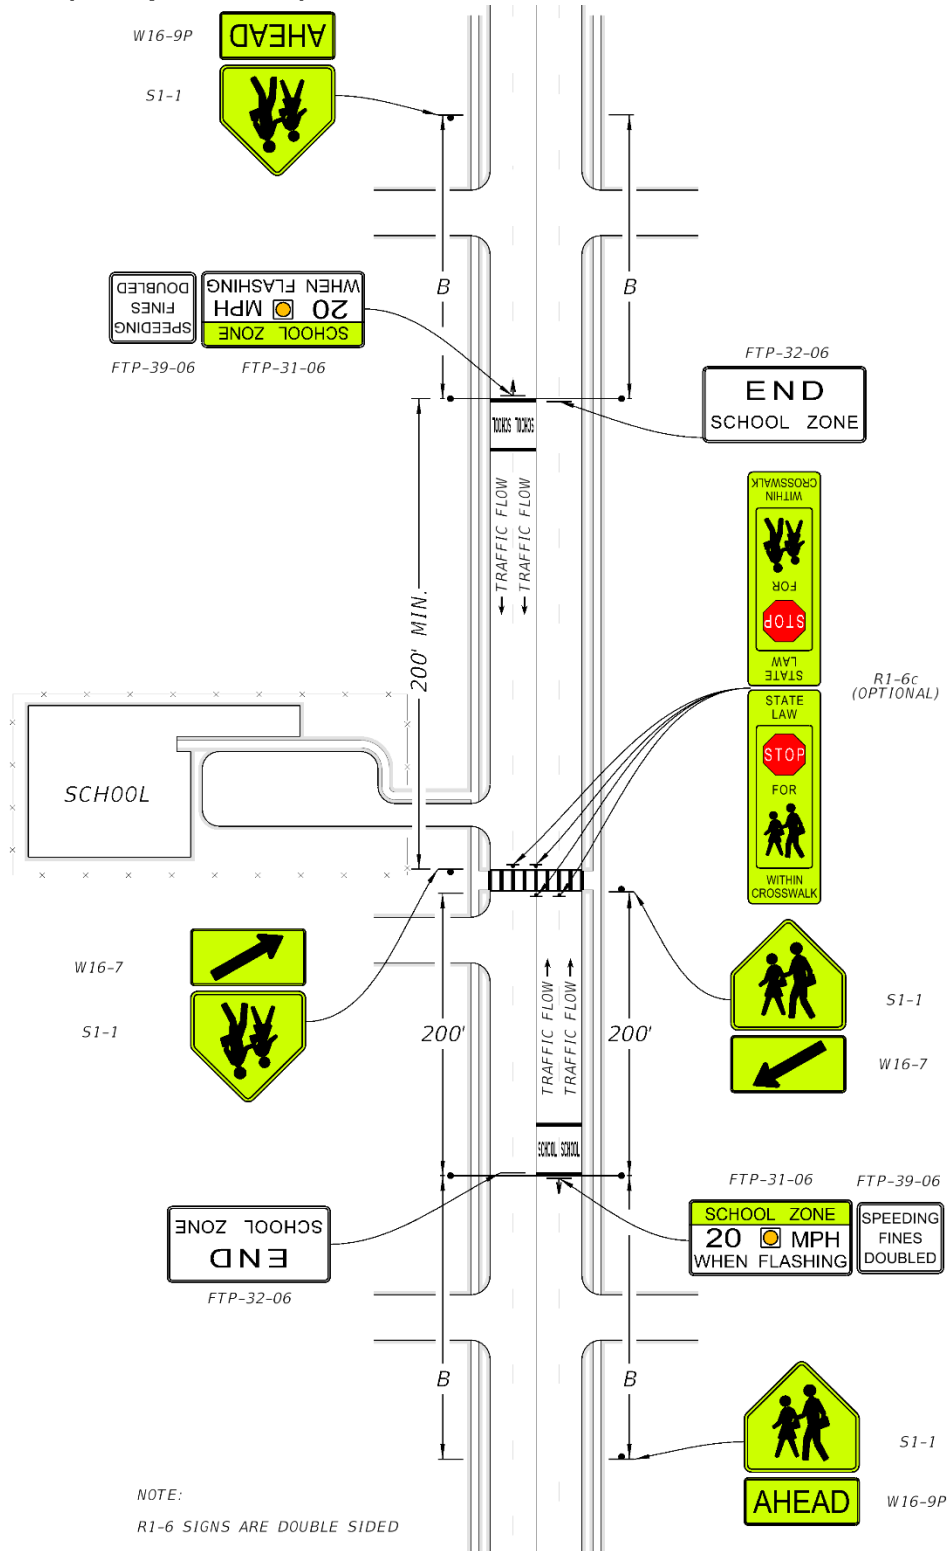 W16-9P
AHEAD
S1-1
B
B
SPEEDING
FINES
DOUBLED
SCHOOL ZONE
20 MPH
WHEN FLASHING
FTP-39-06
FTP-31-06
FTP-32-06
END
SCHOOL ZONE
SCHOOL SCHOOL
TRAFFIC FLOW
TRAFFIC FLOW
200' MIN.
STATE
LAW
STOP
FOR
WITHIN
CROSSWALK
R1-6c
(OPTIONAL)
STATE
LAW
STOP
FOR
WITHIN
CROSSWALK
SCHOOL
W16-7
S1-1
200'
TRAFFIC FLOW
TRAFFIC FLOW
200'
S1-1
W16-7
SCHOOL SCHOOL
END
SCHOOL ZONE
FTP-32-06
FTP-31-06
FTP-39-06
SCHOOL ZONE
20 MPH
WHEN FLASHING
SPEEDING
FINES
DOUBLED
B
B
S1-1
AHEAD
W16-9P
NOTE:
R1-6 SIGNS ARE DOUBLE SIDED